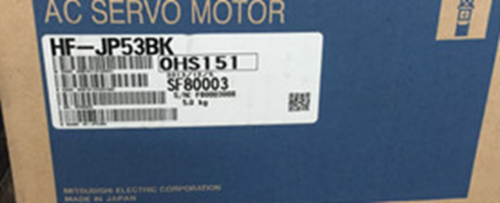 AC SERVO MOTOR
HF-JP53BK
OHS151
SF80003
5.0 kg
MITSUBISHI ELECTRIC CORPORATION
MADE IN JAPAN